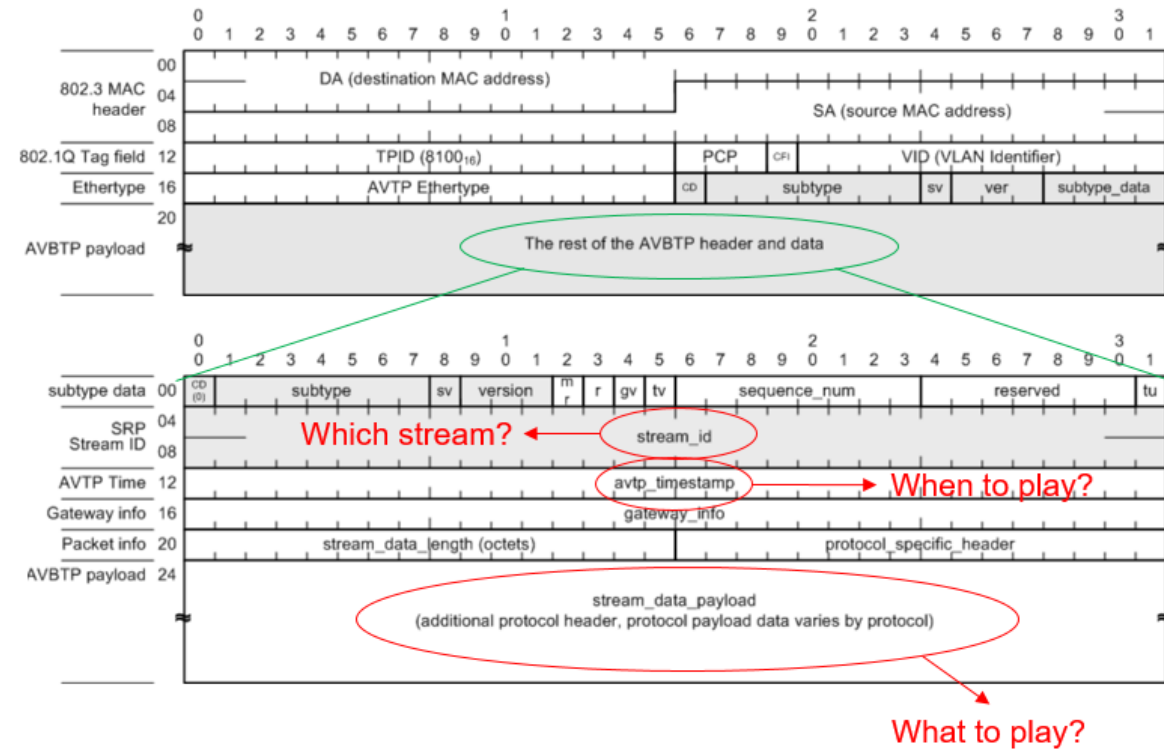 0 1 2 3
0 1 2 3 4 5 6 7 8 9 0 1 2 3 4 5 6 7 8 9 0 1 2 3 4 5 6 7 8 9 0 1
00
DA (destination MAC address)
802.3 MAC header
04
SA (source MAC address)
08
802.1Q Tag field 12 TPID (8100₁₆) PCP CFI VID (VLAN Identifier)
Ethertype 16 AVTP Ethertype CD subtype sv ver subtype_data
20
AVBTP payload The rest of the AVBTP header and data
0 1 2 3
0 1 2 3 4 5 6 7 8 9 0 1 2 3 4 5 6 7 8 9 0 1 2 3 4 5 6 7 8 9 0 1
subtype data 00 CD (0) subtype sv version mr r gv tv sequence_num reserved tu
04
SRP Stream ID
Which stream? stream_id
08
AVTP Time 12 avtp_timestamp When to play?
Gateway info 16 gateway_info
Packet info 20 stream_data_length (octets) protocol_specific_header
AVBTP payload 24
stream_data_payload
(additional protocol header, protocol payload data varies by protocol)
What to play?